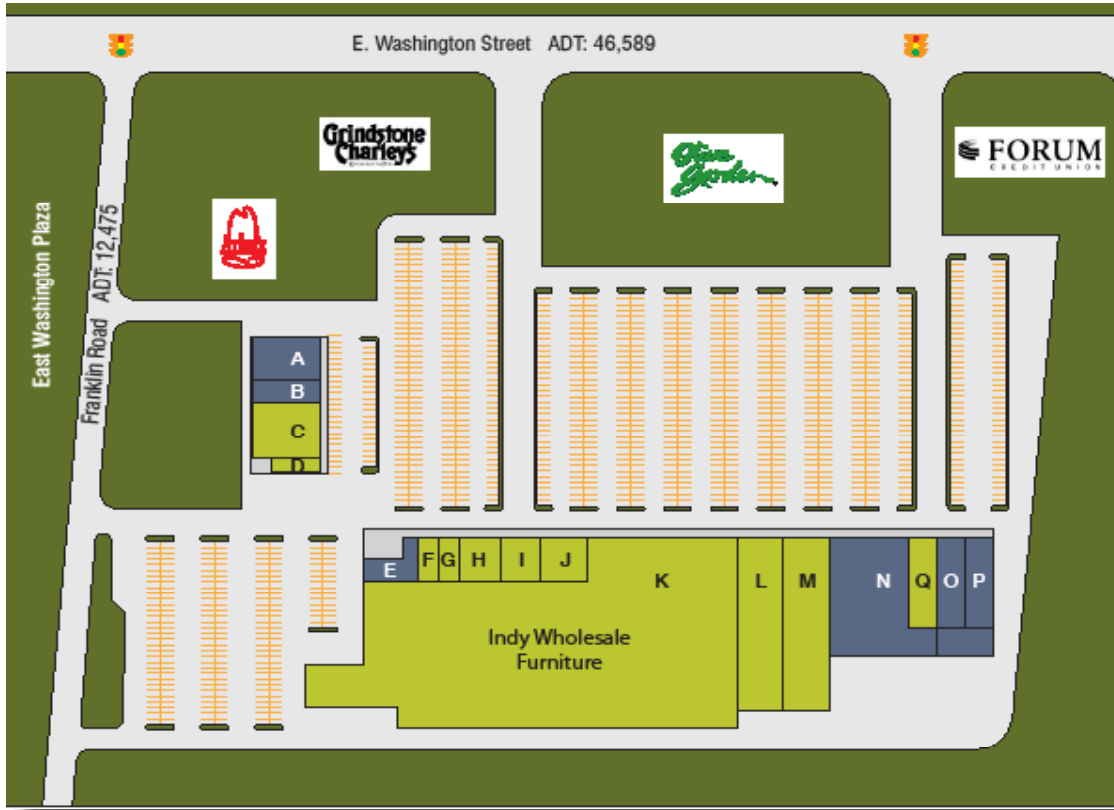 E. Washington Street ADT: 46,589
Grindstone
Charleys
Olive
Garden
FORUM
CREDIT UNION
East Washington Plaza
Franklin Road ADT: 12,475
A
B
C
D
E
F
G
H
I
J
K
L
M
N
Q
O
P
Indy Wholesale
Furniture